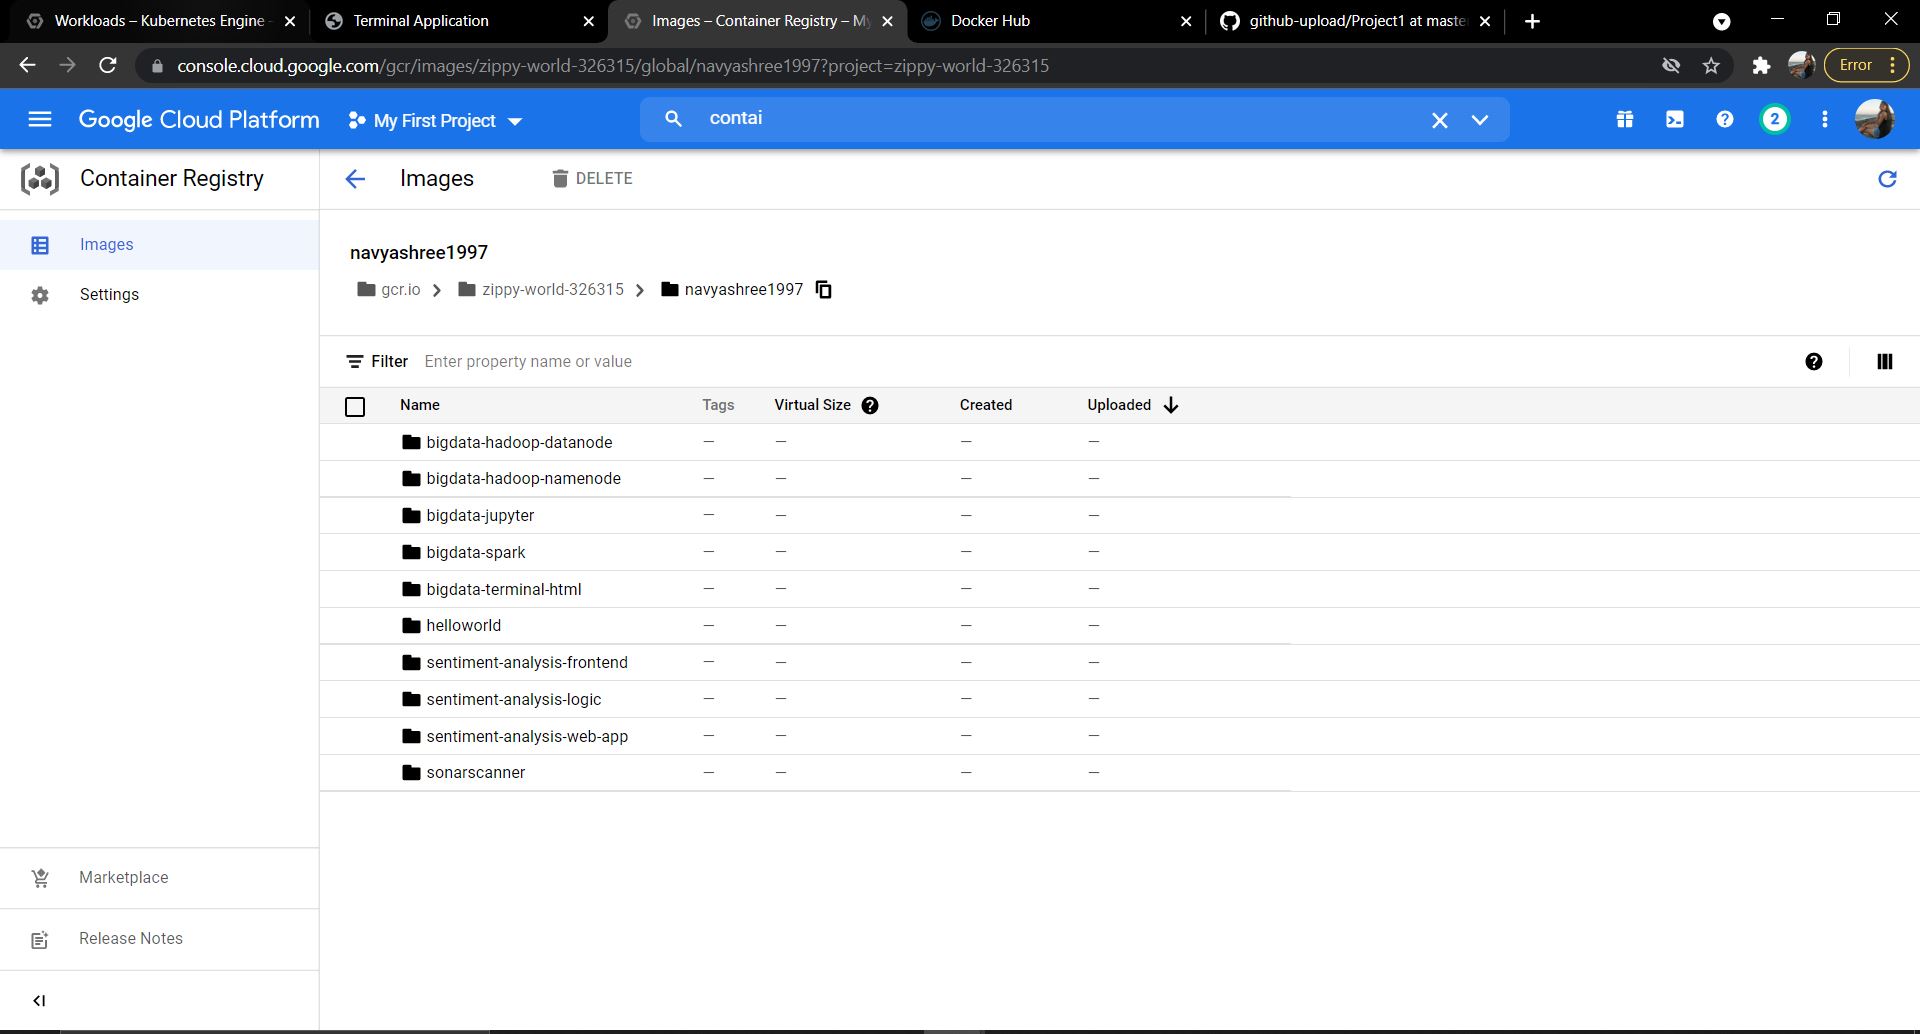 Workloads – Kubernetes Engine
Terminal Application
Images – Container Registry – My
Docker Hub
github-upload/Project1 at maste
console.cloud.google.com/gcr/images/zippy-world-326315/global/navyashree1997?project=zippy-world-326315
Error
Google Cloud Platform
My First Project
contai
2
Container Registry
Images
DELETE
Images
Settings
navyashree1997
gcr.io
zippy-world-326315
navyashree1997
Filter Enter property name or value
Name Tags Virtual Size Created Uploaded
bigdata-hadoop-datanode — — — —
bigdata-hadoop-namenode — — — —
bigdata-jupyter — — — —
bigdata-spark — — — —
bigdata-terminal-html — — — —
helloworld — — — —
sentiment-analysis-frontend — — — —
sentiment-analysis-logic — — — —
sentiment-analysis-web-app — — — —
sonarscanner — — — —
Marketplace
Release Notes